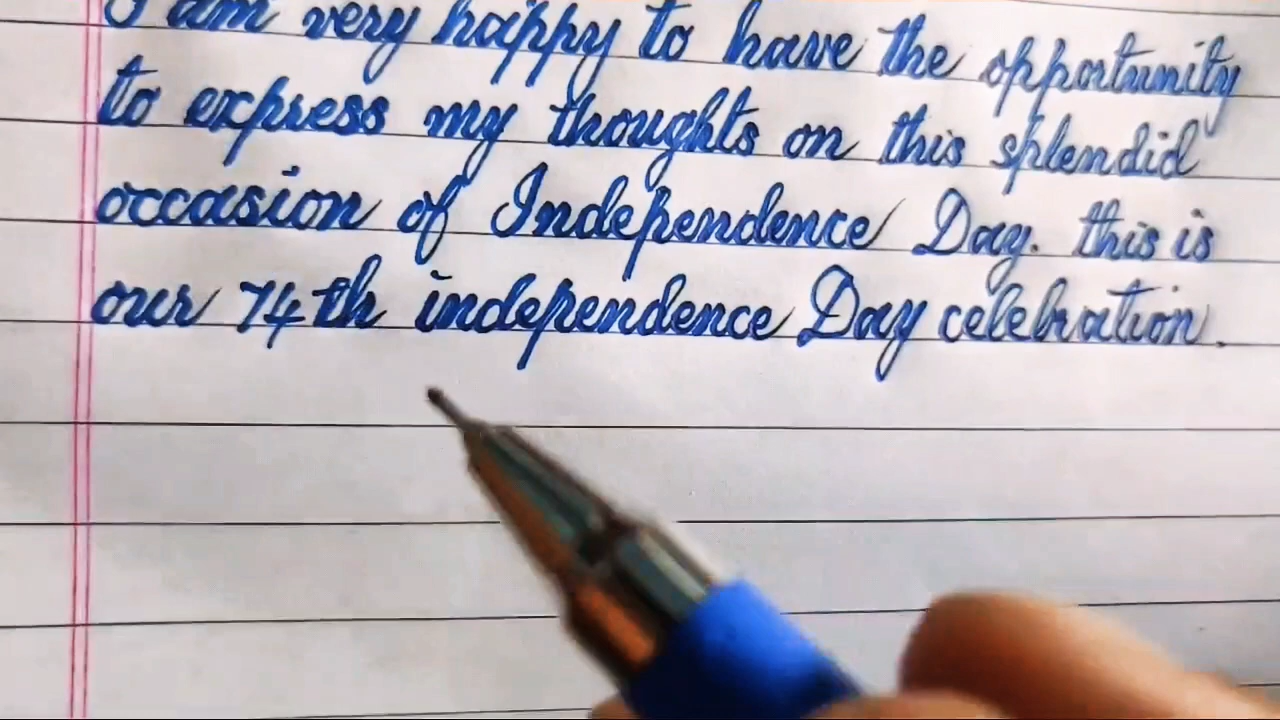 I am very happy to have the opportunity
to express my thoughts on this splendid
occasion of Independence Day. this is
our 74th independence Day celebration.